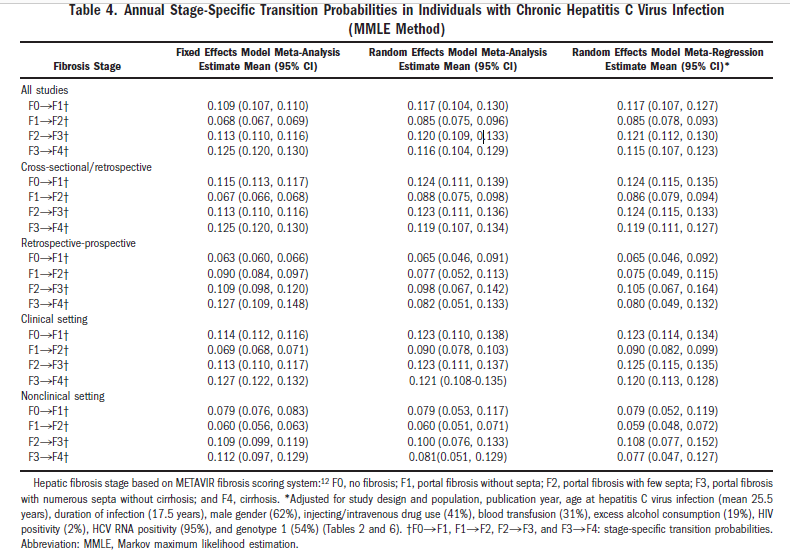 Table 4. Annual Stage-Specific Transition Probabilities in Individuals with Chronic Hepatitis C Virus Infection
(MMLE Method)
Fixed Effects Model Meta-Analysis Random Effects Model Meta-Analysis Random Effects Model Meta-Regression
Fibrosis Stage Estimate Mean (95% CI) Estimate Mean (95% CI) Estimate Mean (95% CI)*
All studies
F0→F1† 0.109 (0.107, 0.110) 0.117 (0.104, 0.130) 0.117 (0.107, 0.127)
F1→F2† 0.068 (0.067, 0.069) 0.085 (0.075, 0.096) 0.085 (0.078, 0.093)
F2→F3† 0.113 (0.110, 0.116) 0.120 (0.109, 0.133) 0.121 (0.112, 0.130)
F3→F4† 0.125 (0.120, 0.130) 0.116 (0.104, 0.129) 0.115 (0.107, 0.123)
Cross-sectional/retrospective
F0→F1† 0.115 (0.113, 0.117) 0.124 (0.111, 0.139) 0.124 (0.115, 0.135)
F1→F2† 0.067 (0.066, 0.068) 0.088 (0.075, 0.098) 0.086 (0.079, 0.094)
F2→F3† 0.113 (0.110, 0.116) 0.123 (0.111, 0.136) 0.124 (0.115, 0.133)
F3→F4† 0.125 (0.120, 0.130) 0.119 (0.107, 0.134) 0.119 (0.111, 0.127)
Retrospective-prospective
F0→F1† 0.063 (0.060, 0.066) 0.065 (0.046, 0.091) 0.065 (0.046, 0.092)
F1→F2† 0.090 (0.084, 0.097) 0.077 (0.052, 0.113) 0.075 (0.049, 0.115)
F2→F3† 0.109 (0.098, 0.120) 0.098 (0.067, 0.142) 0.105 (0.067, 0.164)
F3→F4† 0.127 (0.109, 0.148) 0.082 (0.051, 0.133) 0.080 (0.049, 0.132)
Clinical setting
F0→F1† 0.114 (0.112, 0.116) 0.123 (0.110, 0.138) 0.123 (0.114, 0.134)
F1→F2† 0.069 (0.068, 0.071) 0.090 (0.078, 0.103) 0.090 (0.082, 0.099)
F2→F3† 0.113 (0.110, 0.117) 0.123 (0.111, 0.137) 0.125 (0.115, 0.135)
F3→F4† 0.127 (0.122, 0.132) 0.121 (0.108-0.135) 0.120 (0.113, 0.128)
Nonclinical setting
F0→F1† 0.079 (0.076, 0.083) 0.079 (0.053, 0.117) 0.079 (0.052, 0.119)
F1→F2† 0.060 (0.056, 0.063) 0.060 (0.051, 0.071) 0.059 (0.048, 0.072)
F2→F3† 0.109 (0.099, 0.119) 0.100 (0.076, 0.133) 0.108 (0.077, 0.152)
F3→F4† 0.112 (0.097, 0.129) 0.081(0.051, 0.129) 0.077 (0.047, 0.127)
Hepatic fibrosis stage based on METAVIR fibrosis scoring system:12 F0, no fibrosis; F1, portal fibrosis without septa; F2, portal fibrosis with few septa; F3, portal fibrosis
with numerous septa without cirrhosis; and F4, cirrhosis. *Adjusted for study design and population, publication year, age at hepatitis C virus infection (mean 25.5
years), duration of infection (17.5 years), male gender (62%), injecting/intravenous drug use (41%), blood transfusion (31%), excess alcohol consumption (19%), HIV
positivity (2%), HCV RNA positivity (95%), and genotype 1 (54%) (Tables 2 and 6). †F0→F1, F1→F2, F2→F3, and F3→F4: stage-specific transition probabilities.
Abbreviation: MMLE, Markov maximum likelihood estimation.